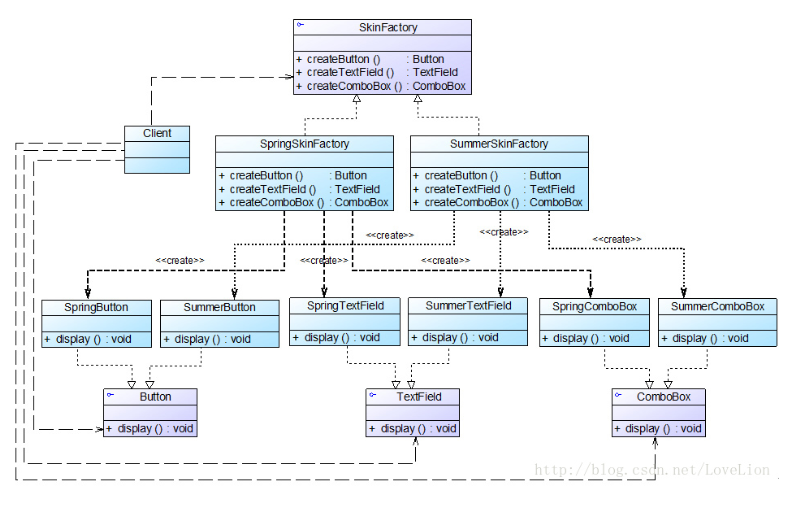 SkinFactory
+ createButton () : Button
+ createTextField () : TextField
+ createComboBox () : ComboBox
Client
SpringSkinFactory
+ createButton () : Button
+ createTextField () : TextField
+ createComboBox () : ComboBox
SummerSkinFactory
+ createButton () : Button
+ createTextField () : TextField
+ createComboBox () : ComboBox
<<create>>
<<create>>
<<create>>
<<create>>
<<create>>
<<create>>
SpringButton
+ display () : void
SummerButton
+ display () : void
SpringTextField
+ display () : void
SummerTextField
+ display () : void
SpringComboBox
+ display () : void
SummerComboBox
+ display () : void
Button
+ display () : void
TextField
+ display () : void
ComboBox
+ display () : void
http://blog.csdn.net/LoveLion